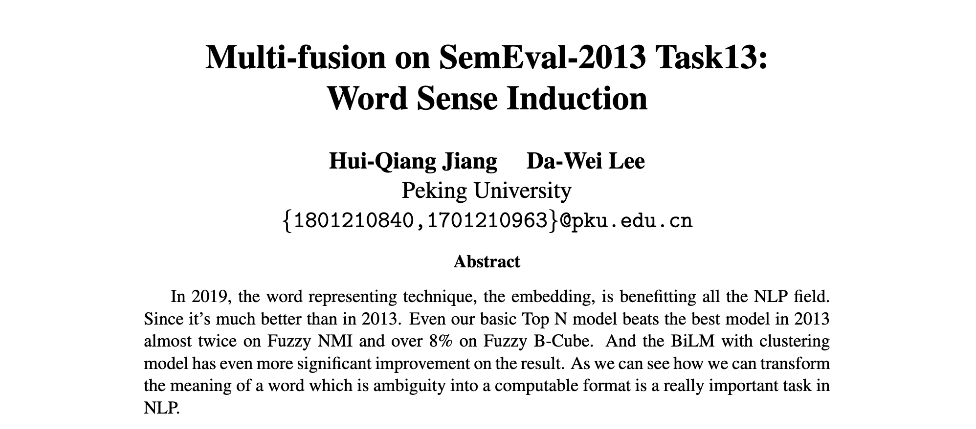 Multi-fusion on SemEval-2013 Task13:
Word Sense Induction
Hui-Qiang Jiang Da-Wei Lee
Peking University
{1801210840,1701210963}@pku.edu.cn
Abstract
In 2019, the word representing technique, the embedding, is benefitting all the NLP field.
Since it's much better than in 2013. Even our basic Top N model beats the best model in 2013
almost twice on Fuzzy NMI and over 8% on Fuzzy B-Cube. And the BiLM with clustering
model has even more significant improvement on the result. As we can see how we can transform
the meaning of a word which is ambiguity into a computable format is a really important task in
NLP.